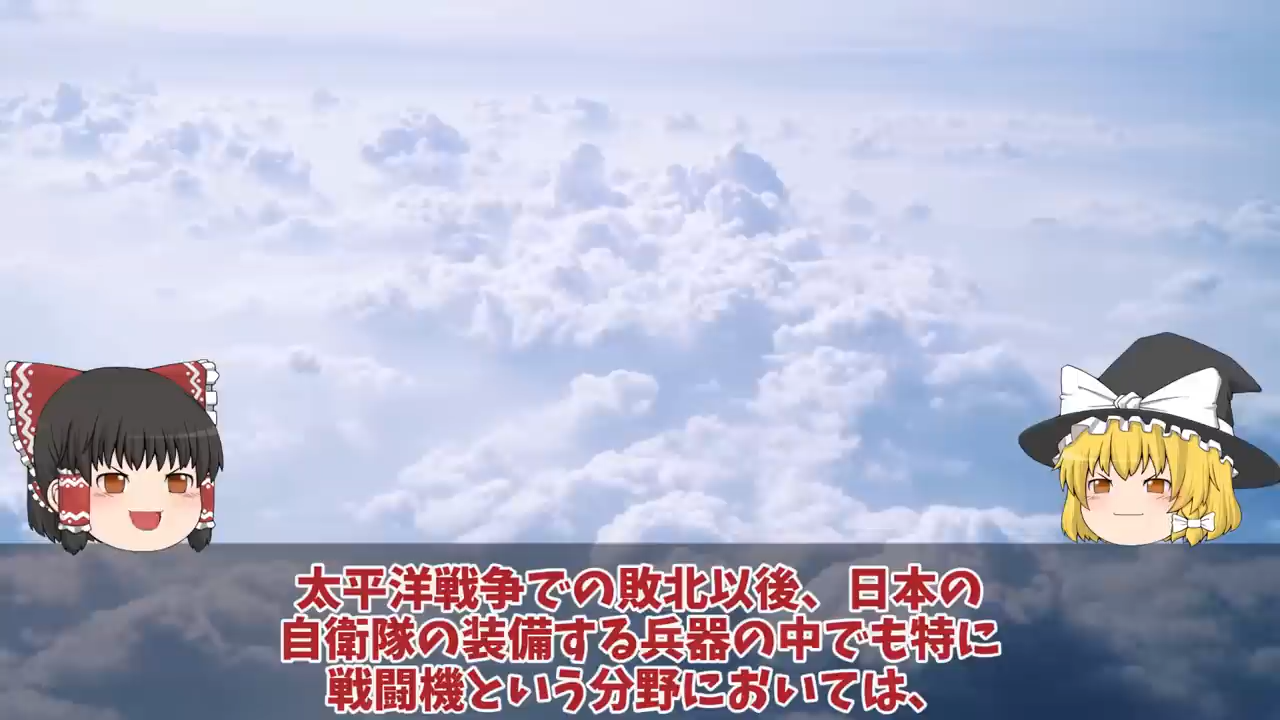 太平洋戦争での敗北以後、日本の
自衛隊の装備する兵器の中でも特に
戦闘機という分野においては、